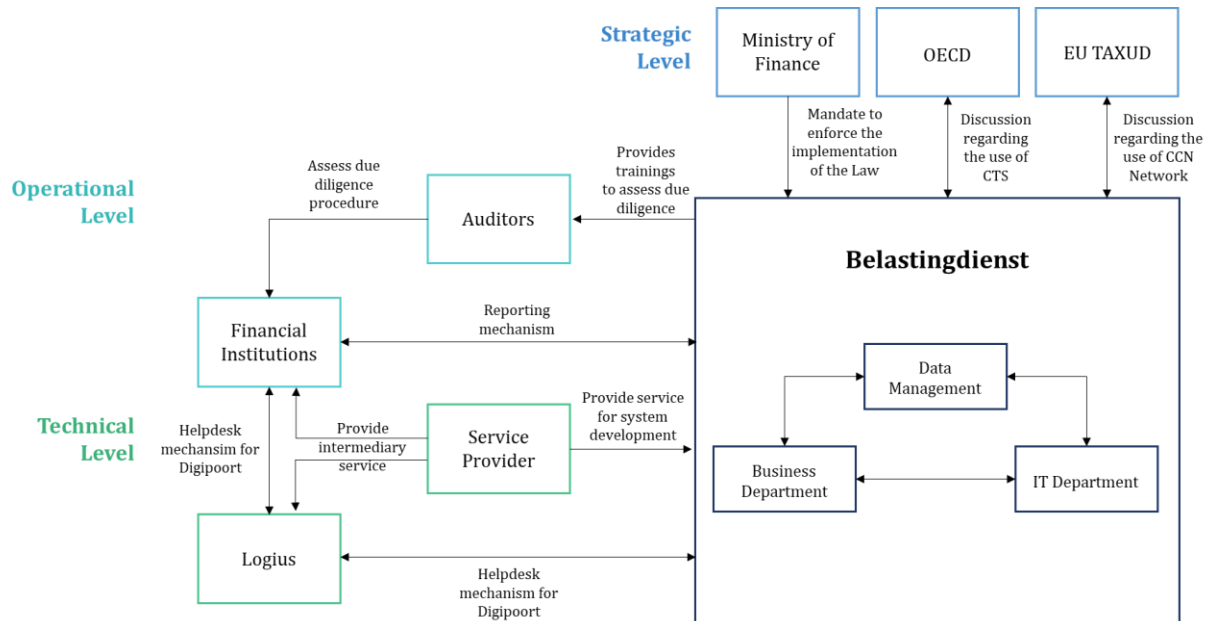 Strategic
Level
Ministry of
Finance
OECD
EU TAXUD
Mandate to
enforce the
implementation
of the Law
Discussion
regarding
the use of
CTS
Discussion
regarding the
use of CCN
Network
Operational
Level
Assess due
diligence
procedure
Auditors
Provides
trainings
to assess due
diligence
Belastingdienst
Financial
Institutions
Reporting
mechanism
Data
Management
Technical
Level
Helpdesk
mechansim for
Digipoort
Provide
intermediary
service
Service
Provider
Provide service
for system
development
Business
Department
IT Department
Logius
Helpdesk
mechanism for
Digipoort